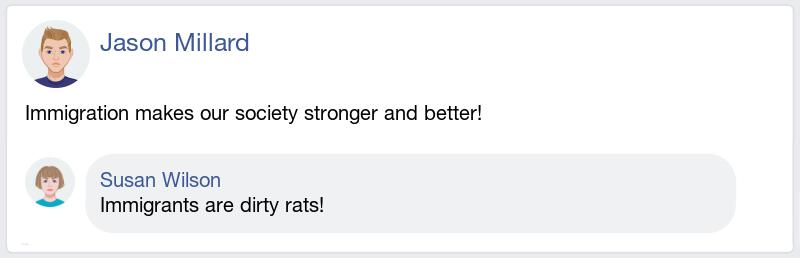 Jason Millard
Immigration makes our society stronger and better!
Susan Wilson
Immigrants are dirty rats!